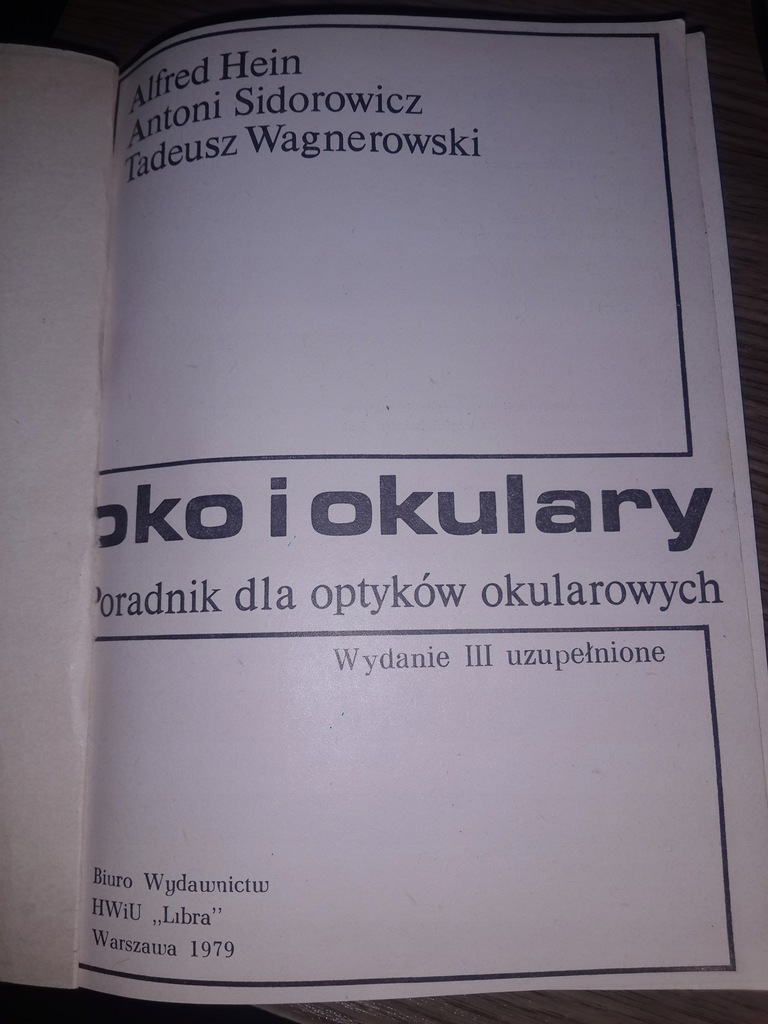 Alfred Hein
Antoni Sidorowicz
Tadeusz Wagnerowski
oko i okulary
Poradnik dla optyków okularowych
Wydanie III uzupełnione
Biuro Wydawnictw
HWiU „Libra”
Warszawa 1979